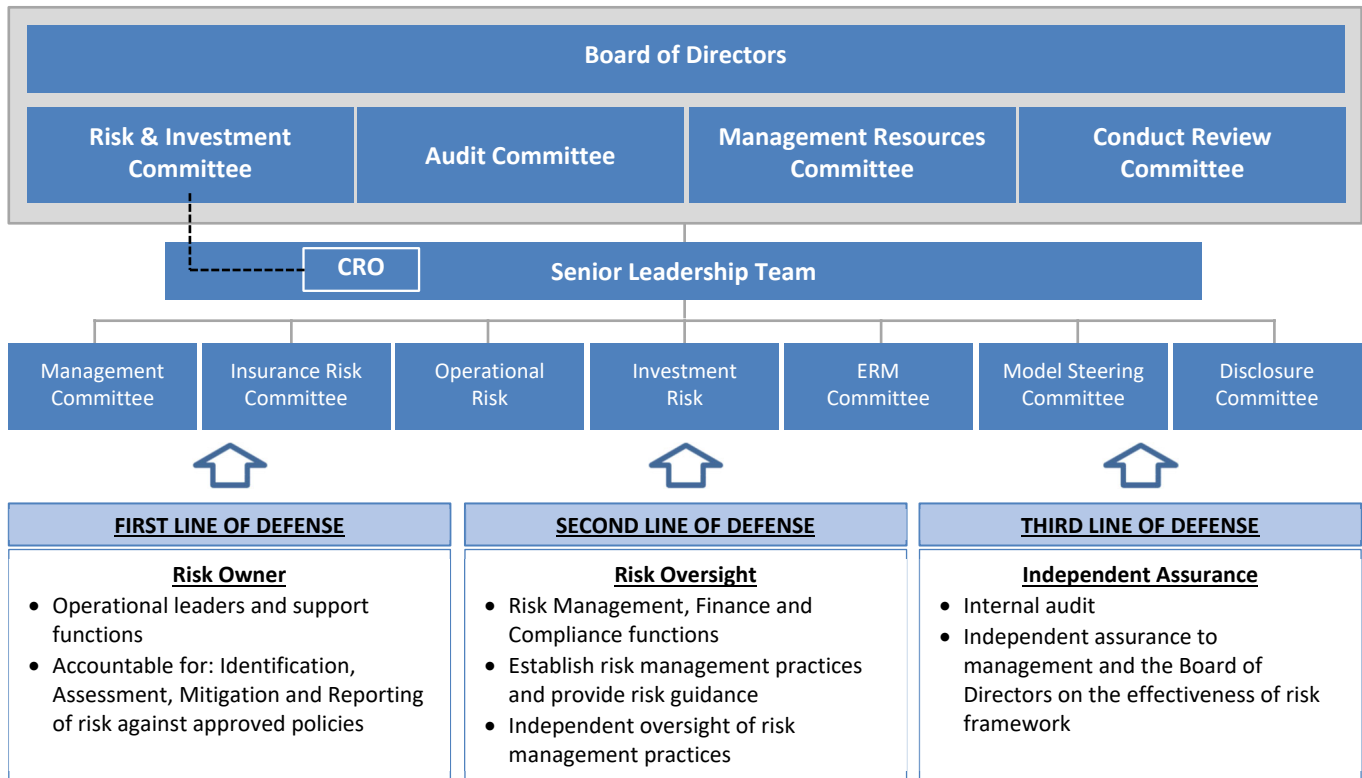 Board of Directors
Risk & Investment
Committee
Audit Committee
Management Resources
Committee
Conduct Review
Committee
CRO
Senior Leadership Team
Management
Committee
Insurance Risk
Committee
Operational
Risk
Investment
Risk
ERM
Committee
Model Steering
Committee
Disclosure
Committee
FIRST LINE OF DEFENSE
Risk Owner
• Operational leaders and support
functions
• Accountable for: Identification,
Assessment, Mitigation and Reporting
of risk against approved policies
SECOND LINE OF DEFENSE
Risk Oversight
• Risk Management, Finance and
Compliance functions
• Establish risk management practices
and provide risk guidance
• Independent oversight of risk
management practices
THIRD LINE OF DEFENSE
Independent Assurance
• Internal audit
• Independent assurance to
management and the Board of
Directors on the effectiveness of risk
framework